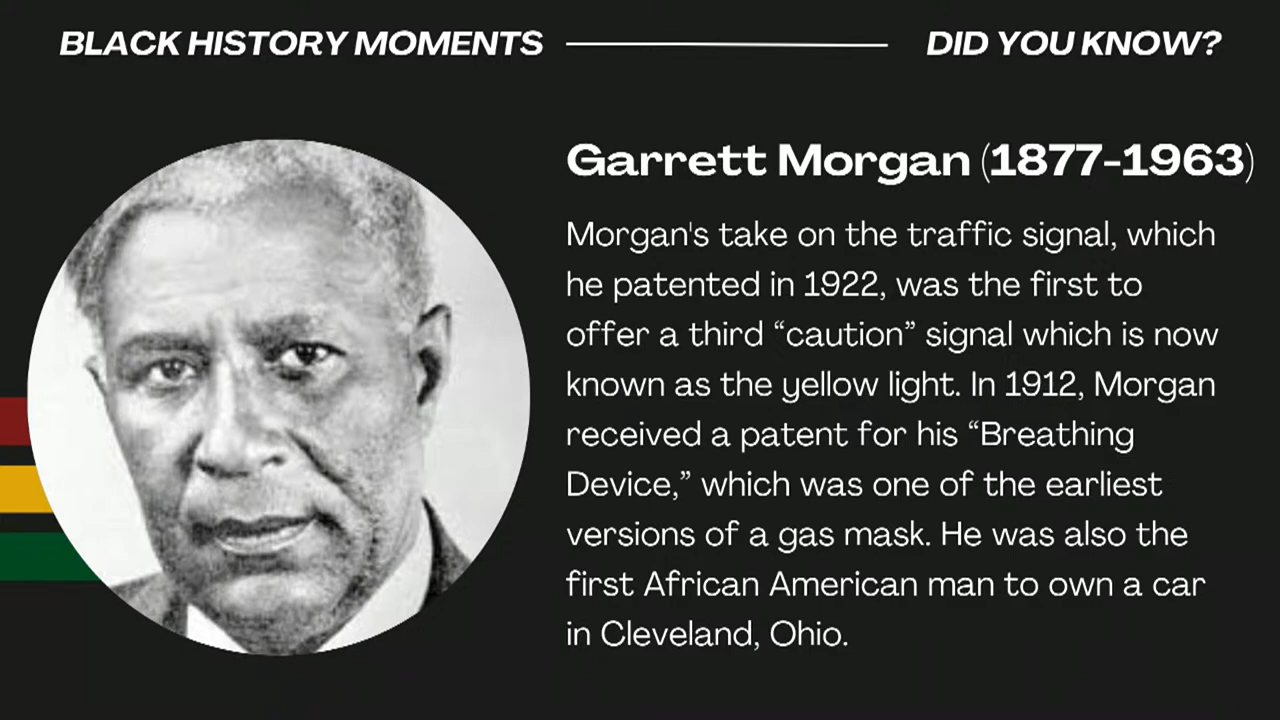 BLACK HISTORY MOMENTS
DID YOU KNOW?
Garrett Morgan (1877-1963)
Morgan's take on the traffic signal, which
he patented in 1922, was the first to
offer a third “caution” signal which is now
known as the yellow light. In 1912, Morgan
received a patent for his “Breathing
Device,” which was one of the earliest
versions of a gas mask. He was also the
first African American man to own a car
in Cleveland, Ohio.